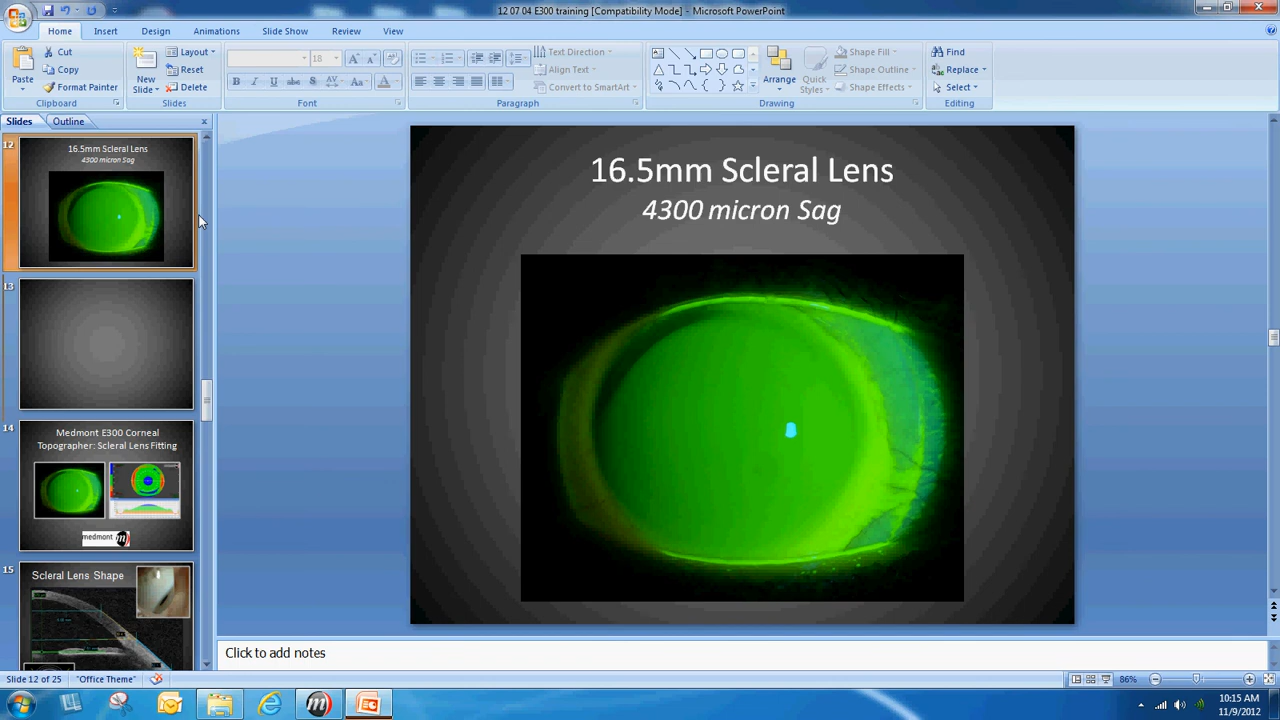 12 07 04 E300 training [Compatibility Mode] - Microsoft PowerPoint
Home Insert Design Animations Slide Show Review View
Paste
Cut
Copy
Format Painter
Clipboard
New
Slide
Layout
Reset
Delete
Slides
18
B I U S abe AV Aa A
Font
Text Direction
Align Text
Convert to SmartArt
Paragraph
Arrange
Quick
Styles
Shape Fill
Shape Outline
Shape Effects
Drawing
Find
Replace
Select
Editing
Slides Outline
12
16.5mm Scleral Lens
4300 micron Sag
13
14
Medmont E300 Corneal
Topographer: Scleral Lens Fitting
medmont m
15
Scleral Lens Shape
16.5mm Scleral Lens
4300 micron Sag
Click to add notes
Slide 12 of 25 "Office Theme" 86%
10:15 AM
11/9/2012